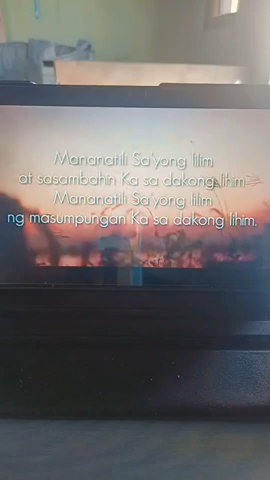 Mananatili Sa'yong lilim
at sasambahin Ka sa dakong lihim
Mananatili Sa'yong lilim
ng masumpungan Ka sa dakong lihim.